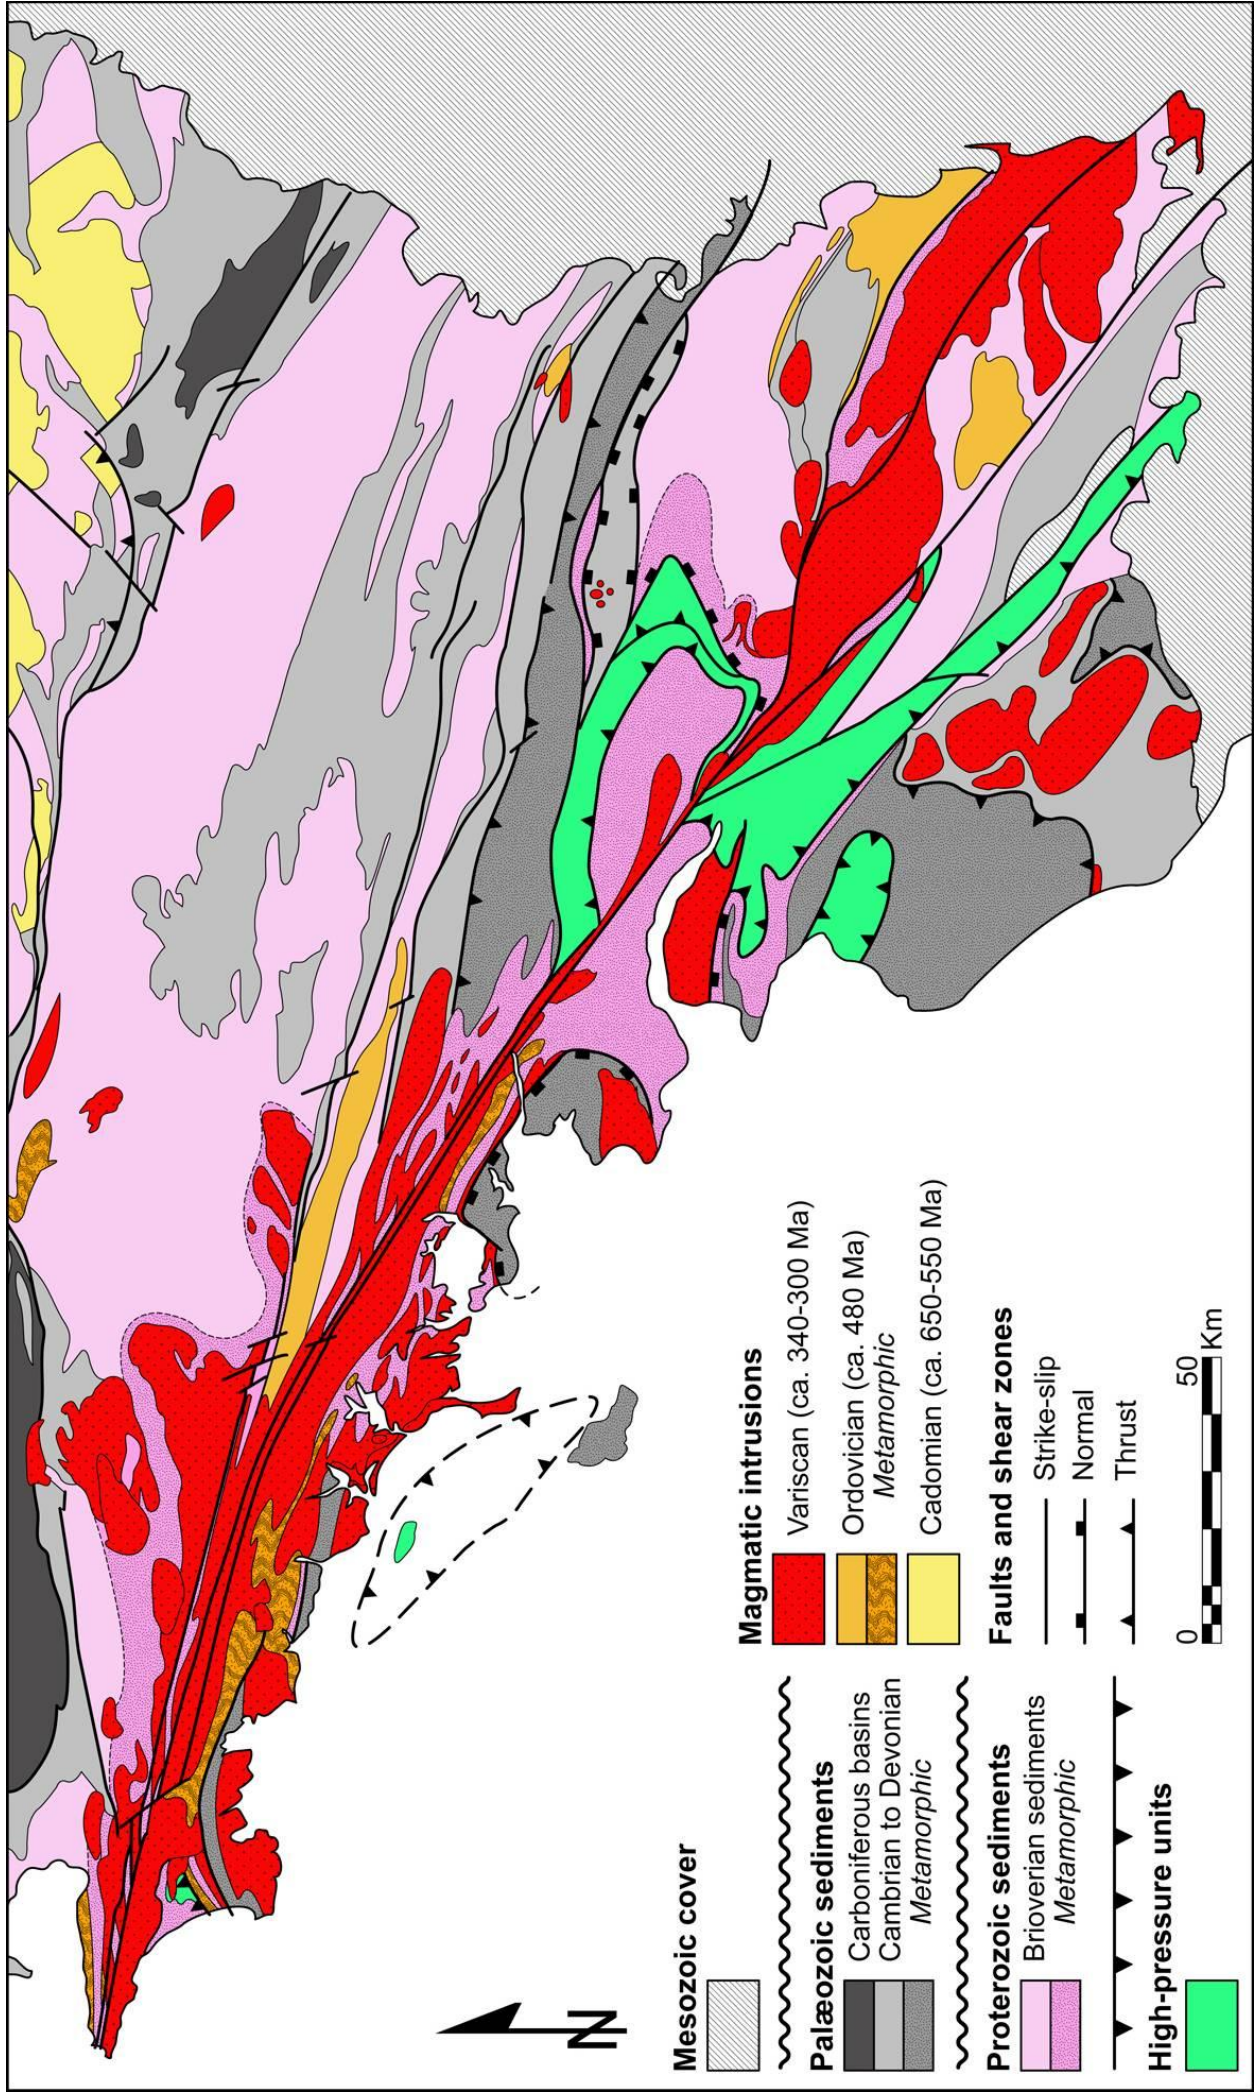 N
Mesozoic cover
Palæozoic sediments
Carboniferous basins
Cambrian to Devonian
Metamorphic
Proterozoic sediments
Brioverian sediments
Metamorphic
High-pressure units
Magmatic intrusions
Variscan (ca. 340-300 Ma)
Ordovician (ca. 480 Ma)
Metamorphic
Cadomian (ca. 650-550 Ma)
Faults and shear zones
Strike-slip
Normal
Thrust
0 50
Km